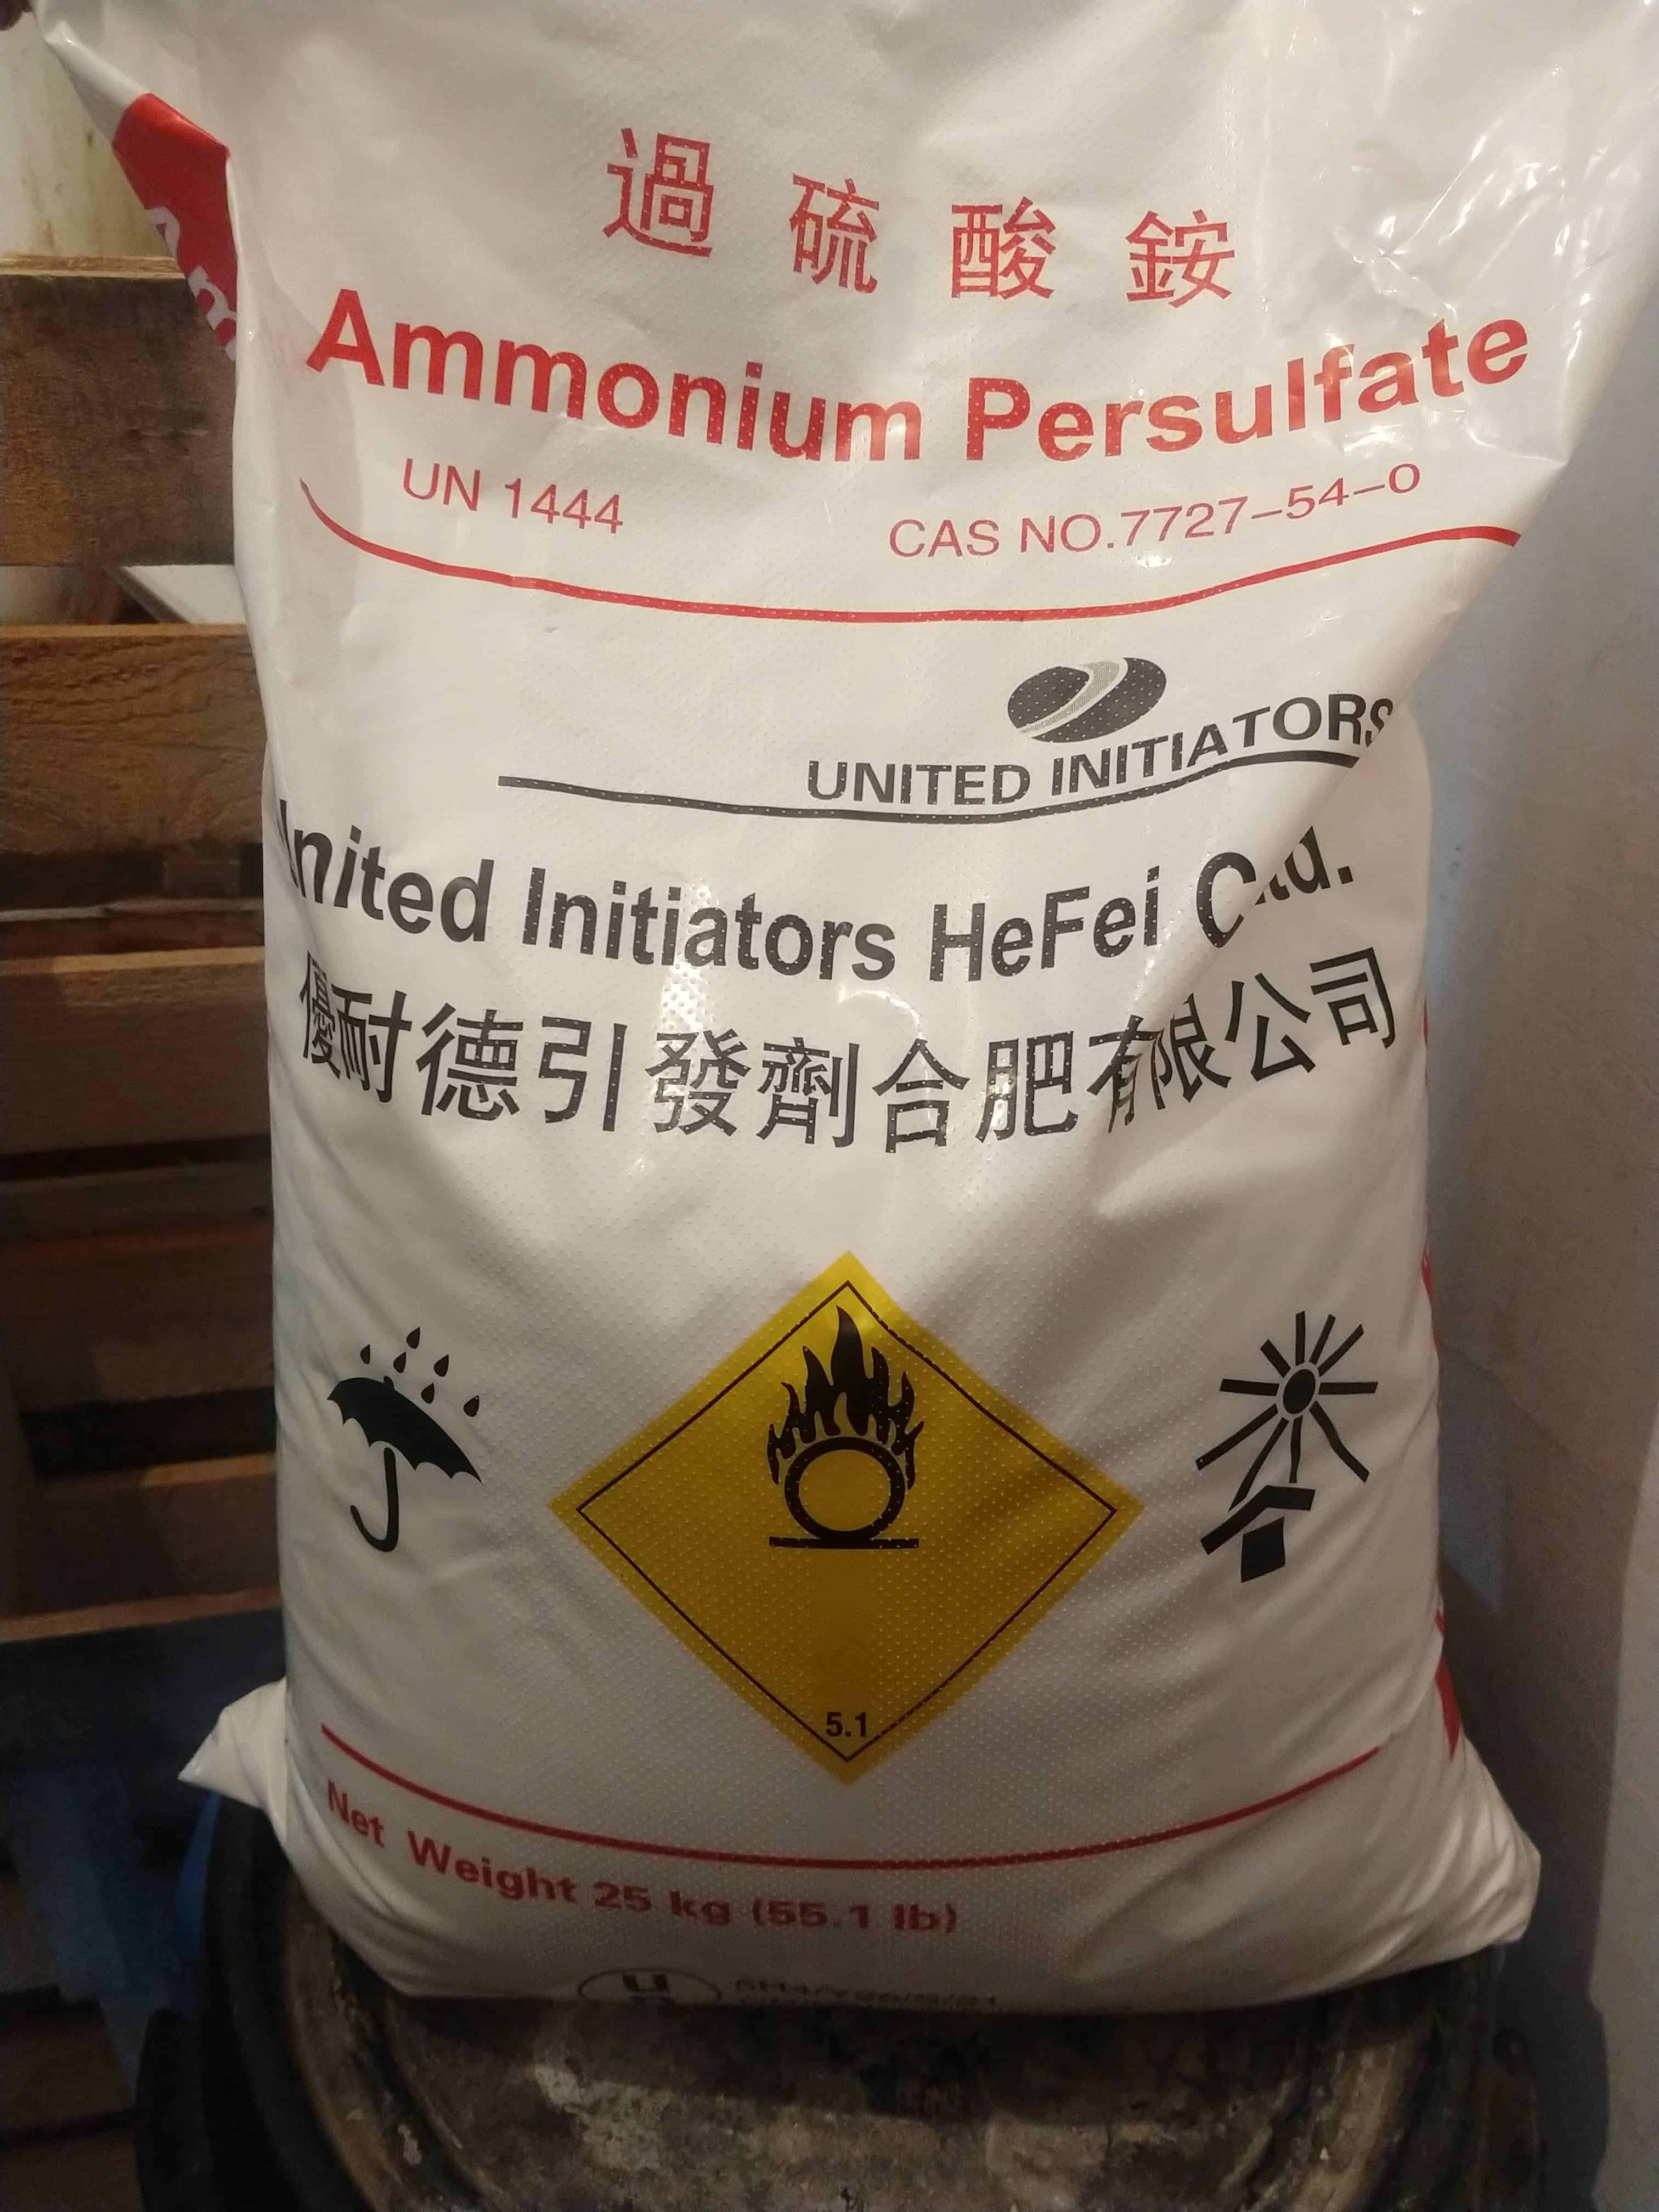 過硫酸銨
Ammonium Persulfate
UN 1444
CAS NO.7727-54-0
UNITED INITIATORS
United Initiators HeFei
優耐德引發劑合肥有限公司
5.1
Net Weight 25 kg (55.1 lb)